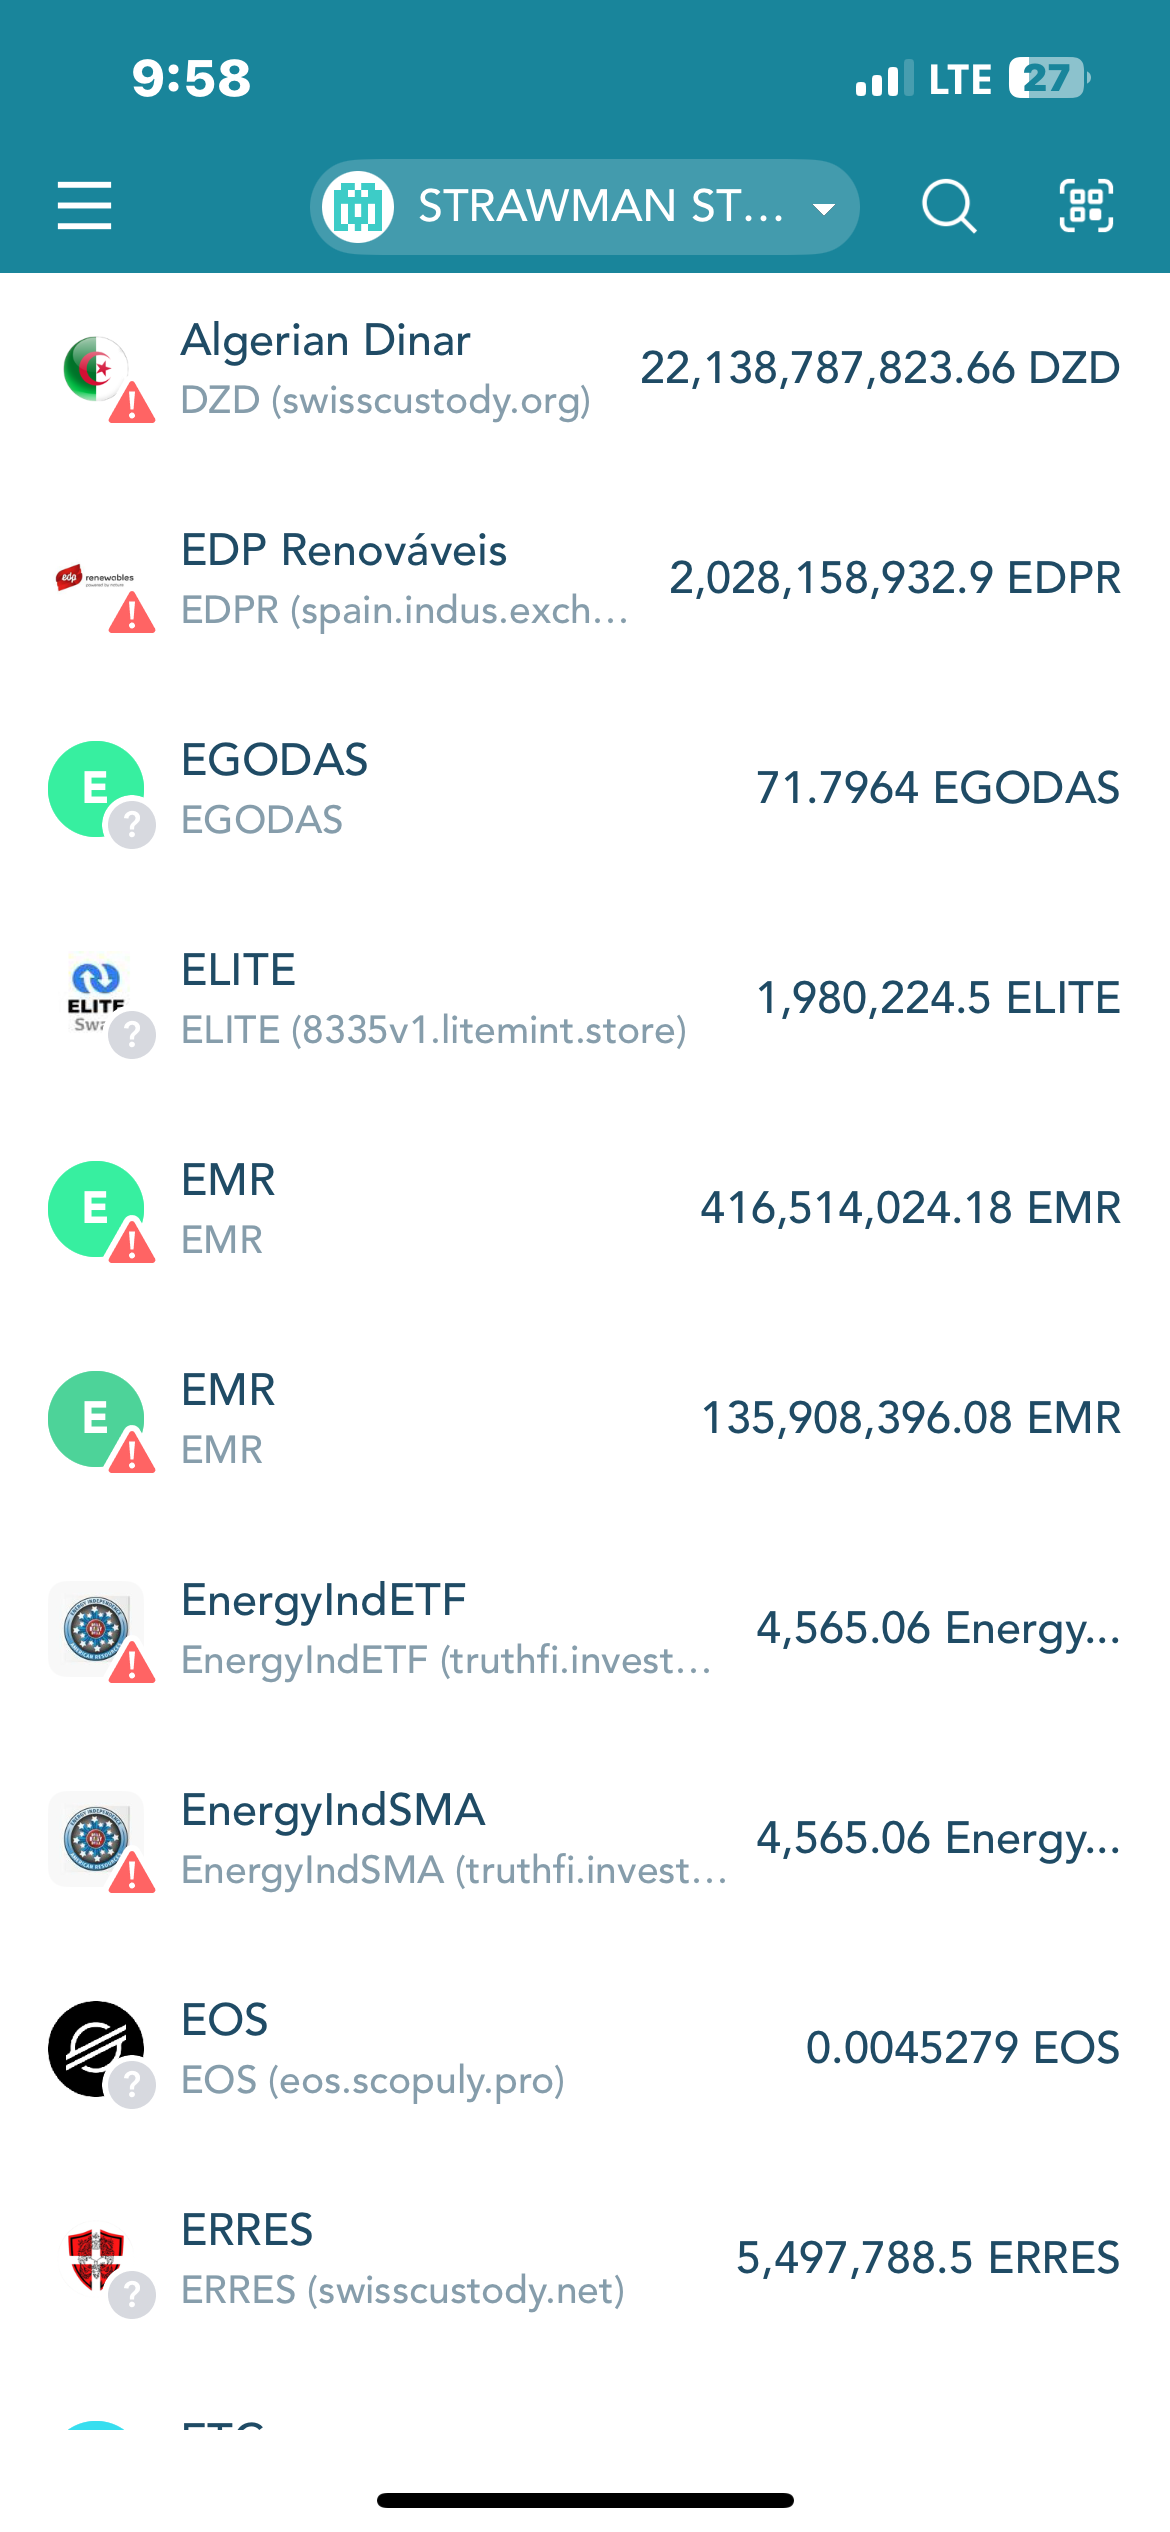 9:58
LTE 27
STRAWMAN ST...
Algerian Dinar
22,138,787,823.66 DZD
DZD (swisscustody.org)
edp renewables
EDP Renováveis
2,028,158,932.9 EDPR
EDPR (spain.indus.exch...
E
EGODAS
71.7964 EGODAS
EGODAS
?
ELITE
ELITE
1,980,224.5 ELITE
ELITE (8335v1.litemint.store)
?
E
EMR
416,514,024.18 EMR
EMR
E
EMR
135,908,396.08 EMR
EMR
EnergyIndETF
4,565.06 Energy...
EnergyIndETF (truthfi.invest...
EnergyIndSMA
4,565.06 Energy...
EnergyIndSMA (truthfi.invest...
EOS
0.0045279 EOS
EOS (eos.scopuly.pro)
?
ERRES
5,497,788.5 ERRES
ERRES (swisscustody.net)
?